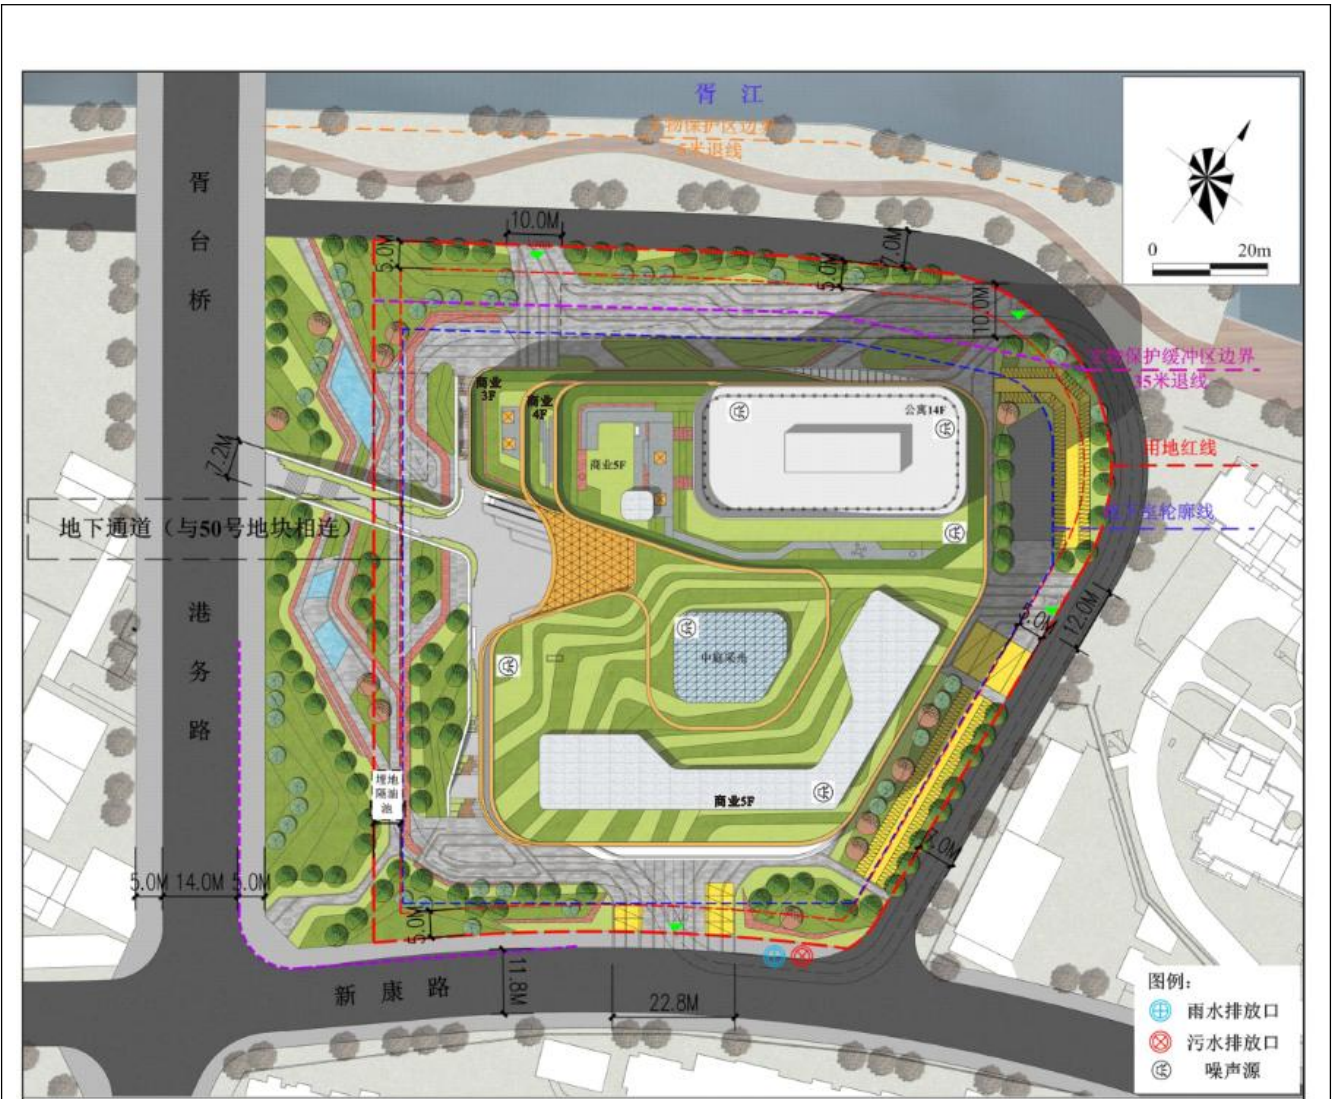 胥 江
文物保护区边界
5米退线
0 20m
胥
台
桥
10.0M
5.0M
5.0M
7.0M
10.0M
文物保护缓冲区边界
35米退线
商业
3F
商业
4F
公寓14F
用地红线
商业5F
7.2M
地下室轮廓线
地下通道（与50号地块相连）
港
务
路
12.0M
中庭采光
埋地
隔油
池
商业5F
5.0M 14.0M 5.0M
5.0M
新 康 路
11.8M
22.8M
图例：
雨水排放口
污水排放口
噪声源